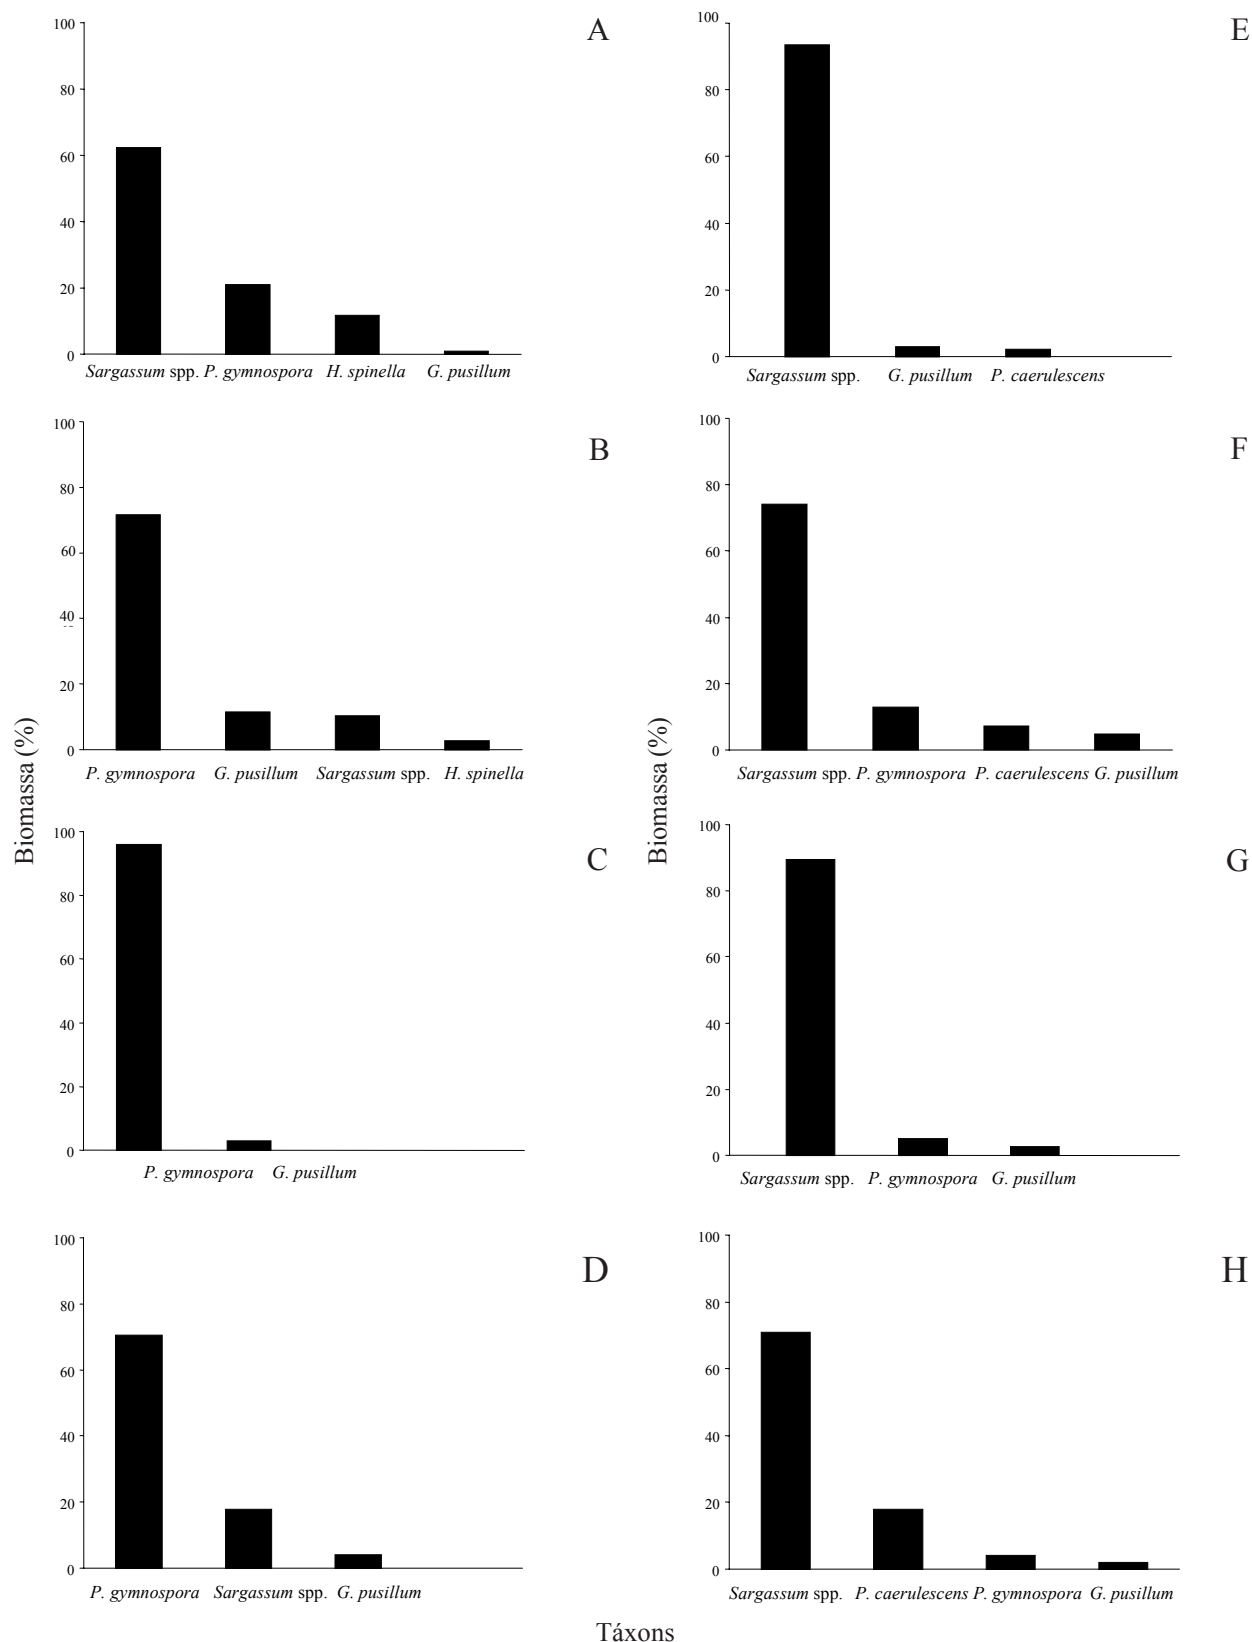 A
100
80
60
40
20
0
Sargassum spp. P. gymnospora H. spinella G. pusillum
B
100
80
60
40
20
0
P. gymnospora G. pusillum Sargassum spp. H. spinella
C
100
80
60
40
20
0
P. gymnospora G. pusillum
D
100
80
60
40
20
0
P. gymnospora Sargassum spp. G. pusillum
Biomassa (%)
E
100
80
60
40
20
0
Sargassum spp. G. pusillum P. caerulescens
F
100
80
60
40
20
0
Sargassum spp. P. gymnospora P. caerulescens G. pusillum
G
100
80
60
40
20
0
Sargassum spp. P. gymnospora G. pusillum
H
100
80
60
40
20
0
Sargassum spp. P. caerulescens P. gymnospora G. pusillum
Biomassa (%)
Táxons